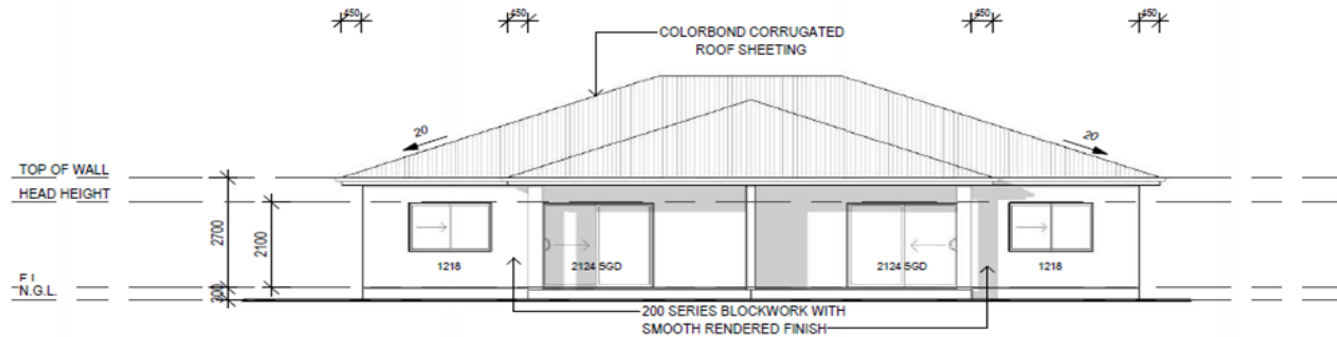 450 450 450 450
COLORBOND CORRUGATED
ROOF SHEETING
20 20
TOP OF WALL
HEAD HEIGHT
2700
2100
1218 2124 SGD 2124 SGD 1218
N.G.L.
300
200 SERIES BLOCKWORK WITH
SMOOTH RENDERED FINISH